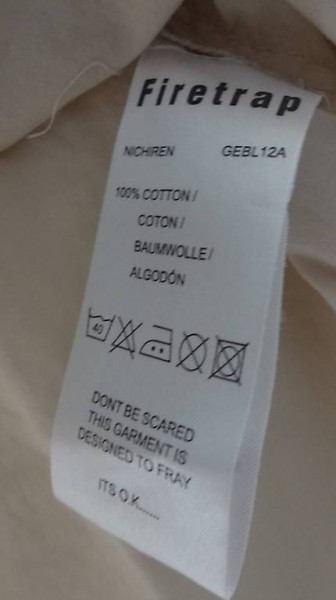 Firetrap
NICHIREN GEBL12A
100% COTTON /
COTON /
BAUMWOLLE /
ALGODÓN
40
DONT BE SCARED
THIS GARMENT IS
DESIGNED TO FRAY
ITS O.K......